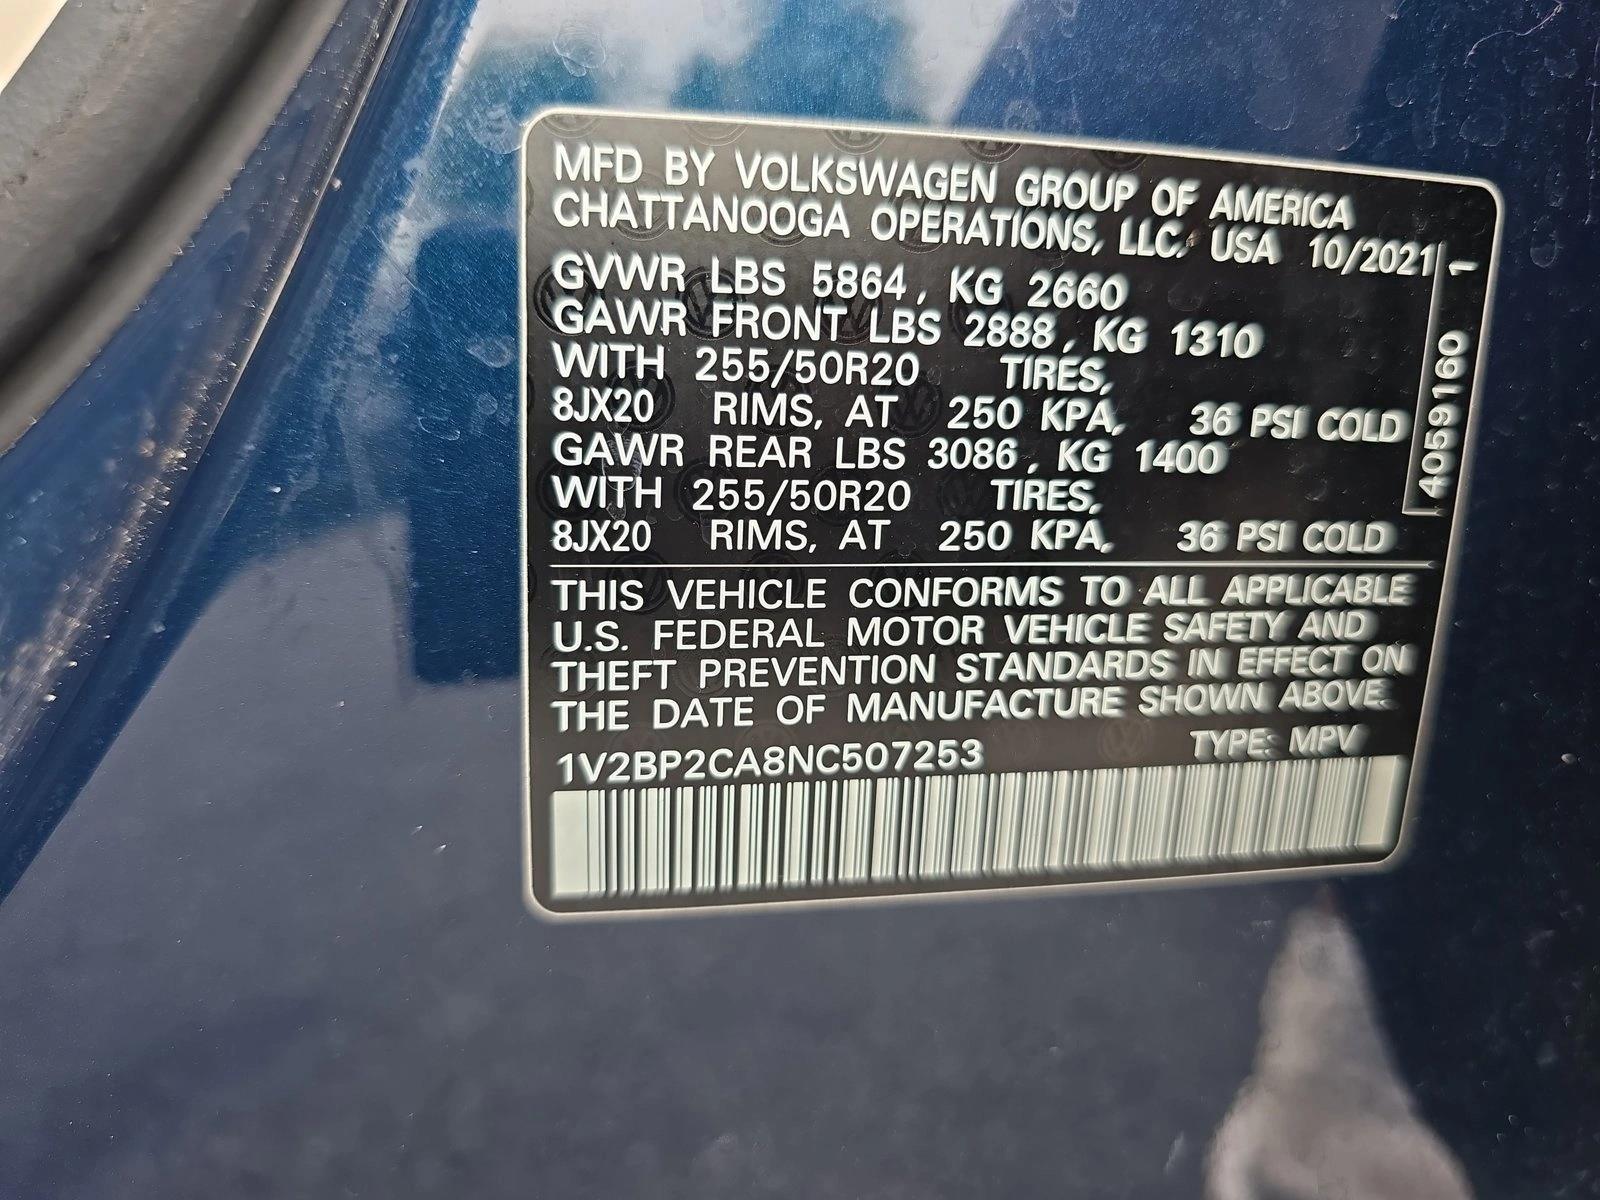 MFD BY VOLKSWAGEN GROUP OF AMERICA
CHATTANOOGA OPERATIONS, LLC. USA 10/2021
GVWR LBS 5864, KG 2660
GAWR FRONT LBS 2888, KG 1310
WITH 255/50R20 TIRES,
8JX20 RIMS, AT 250 KPA, 36 PSI COLD
GAWR REAR LBS 3086, KG 1400
WITH 255/50R20 TIRES,
8JX20 RIMS, AT 250 KPA, 36 PSI COLD
4059160 1
THIS VEHICLE CONFORMS TO ALL APPLICABLE
U.S. FEDERAL MOTOR VEHICLE SAFETY AND
THEFT PREVENTION STANDARDS IN EFFECT ON
THE DATE OF MANUFACTURE SHOWN ABOVE.
1V2BP2CA8NC507253 TYPE: MPV